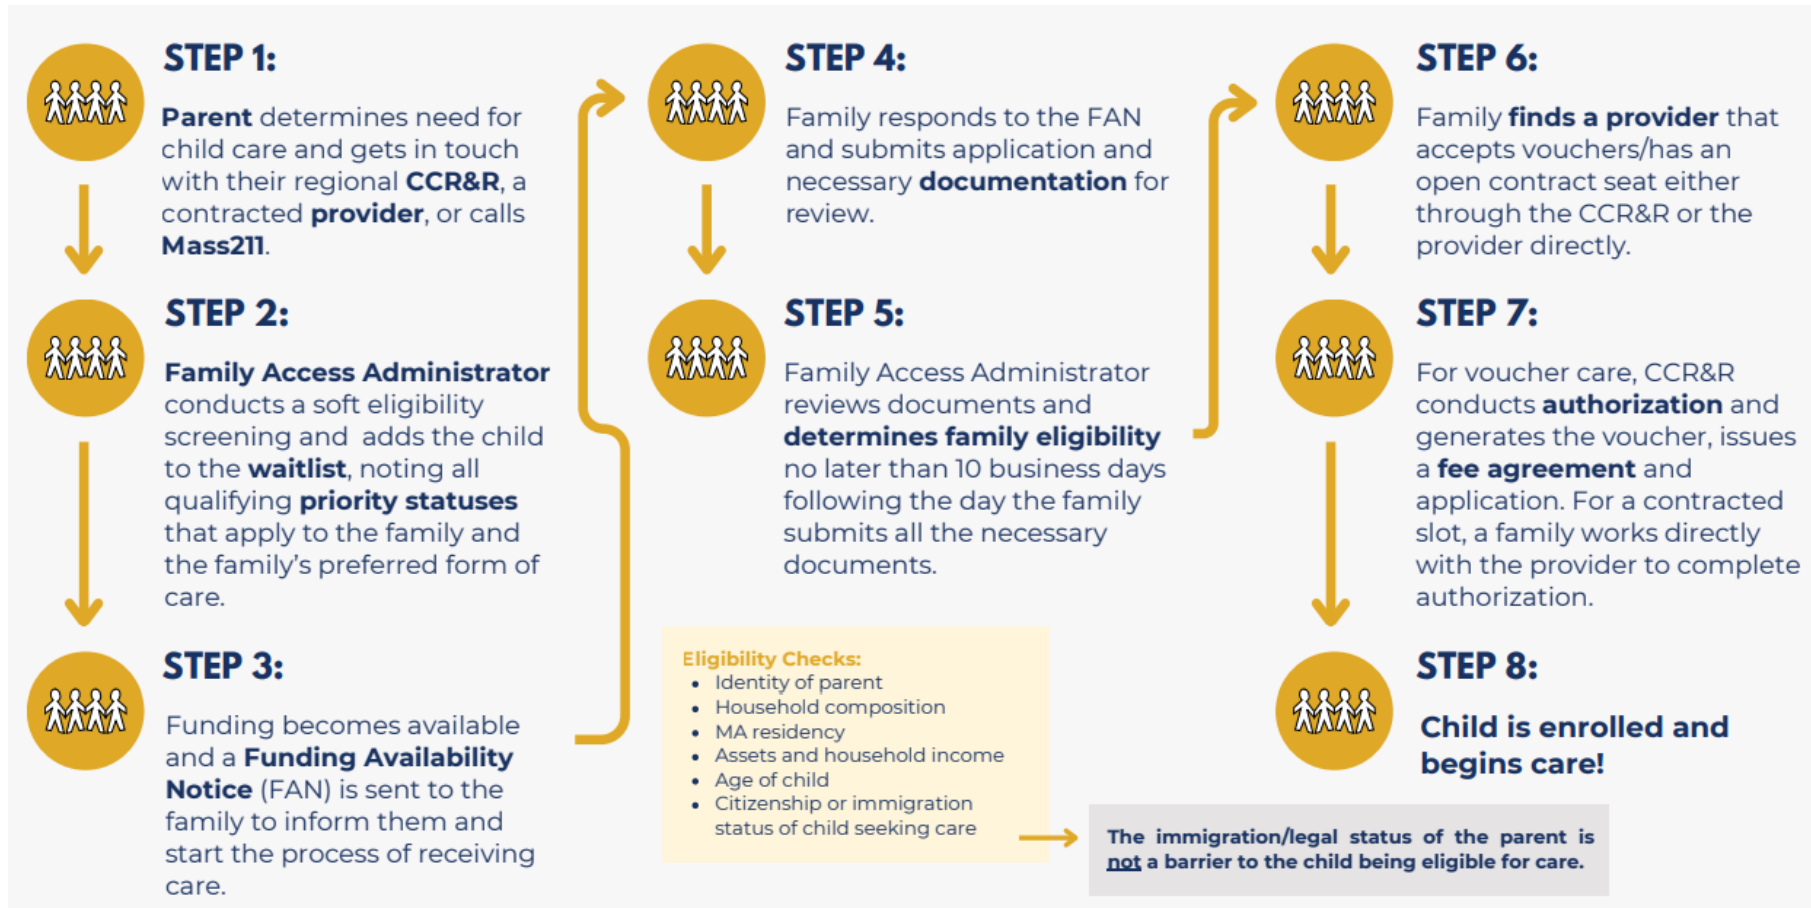 STEP 1:
Parent determines need for
child care and gets in touch
with their regional CCR&R, a
contracted provider, or calls
Mass211.
STEP 2:
Family Access Administrator
conducts a soft eligibility
screening and adds the child
to the waitlist, noting all
qualifying priority statuses
that apply to the family and
the family's preferred form of
care.
STEP 3:
Funding becomes available
and a Funding Availability
Notice (FAN) is sent to the
family to inform them and
start the process of receiving
care.
STEP 4:
Family responds to the FAN
and submits application and
necessary documentation for
review.
STEP 5:
Family Access Administrator
reviews documents and
determines family eligibility
no later than 10 business days
following the day the family
submits all the necessary
documents.
Eligibility Checks:
• Identity of parent
• Household composition
• MA residency
• Assets and household income
• Age of child
• Citizenship or immigration
status of child seeking care
The immigration/legal status of the parent is
not a barrier to the child being eligible for care.
STEP 6:
Family finds a provider that
accepts vouchers/has an
open contract seat either
through the CCR&R or the
provider directly.
STEP 7:
For voucher care, CCR&R
conducts authorization and
generates the voucher, issues
a fee agreement and
application. For a contracted
slot, a family works directly
with the provider to complete
authorization.
STEP 8:
Child is enrolled and
begins care!